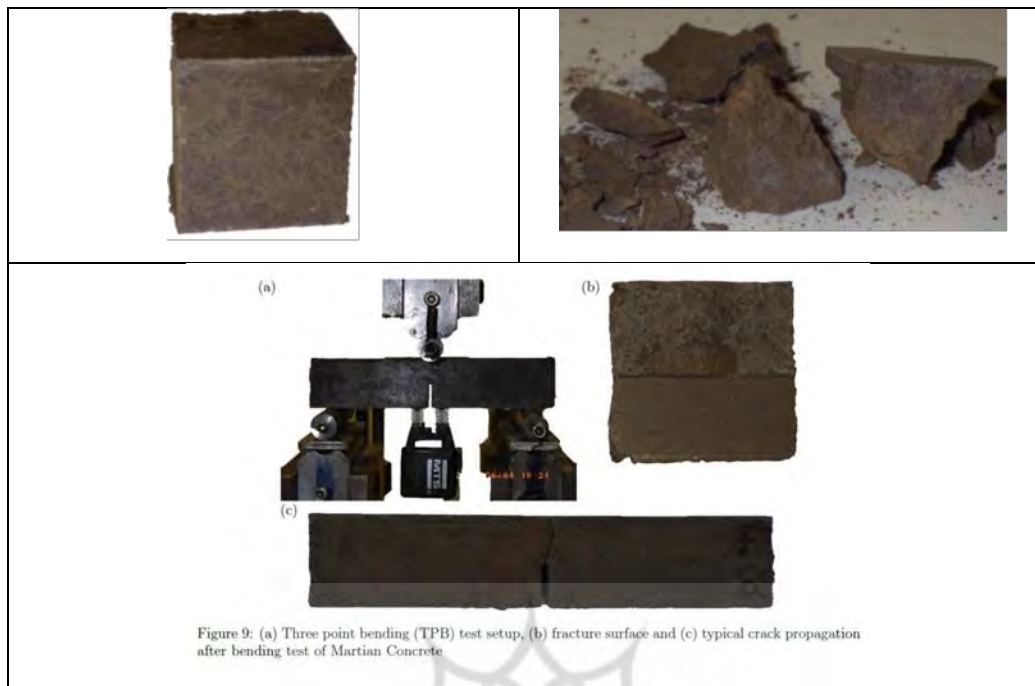 (a)
(b)
MTS
(c)
Figure 9: (a) Three point bending (TPB) test setup, (b) fracture surface and (c) typical crack propagation
after bending test of Martian Concrete